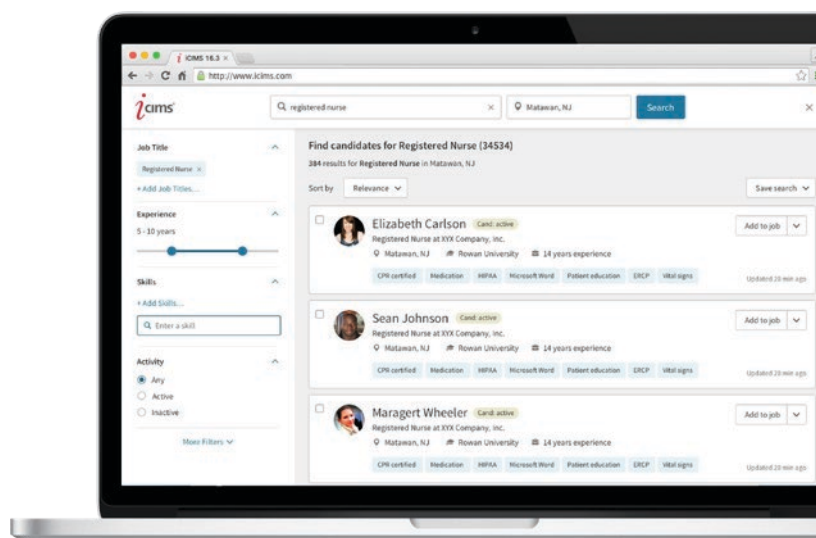 iCIMS 16.3 ×
http://www.icims.com
icims
registered nurse ×
Matawan, NJ
Search
×
Job Title
Registered Nurse ×
+ Add Job Titles...
Experience
5 - 10 years
Skills
+ Add Skills...
Enter a skill
Activity
Any
Active
Inactive
More Filters
Find candidates for Registered Nurse (34534)
384 results for Registered Nurse in Matawan, NJ
Sort by Relevance
Save search
Elizabeth Carlson Cand: active
Add to job
Registered Nurse at XYX Company, Inc.
Matawan, NJ Rowan University 14 years experience
CPR certified Medication HIPAA Microsoft Word Patient education ERCP Vital signs
Updated 20 min ago
Sean Johnson Cand: active
Add to job
Registered Nurse at XYX Company, Inc.
Matawan, NJ Rowan University 14 years experience
CPR certified Medication HIPAA Microsoft Word Patient education ERCP Vital signs
Updated 20 min ago
Maragert Wheeler Cand: active
Add to job
Registered Nurse at XYX Company, Inc.
Matawan, NJ Rowan University 14 years experience
CPR certified Medication HIPAA Microsoft Word Patient education ERCP Vital signs
Updated 20 min ago